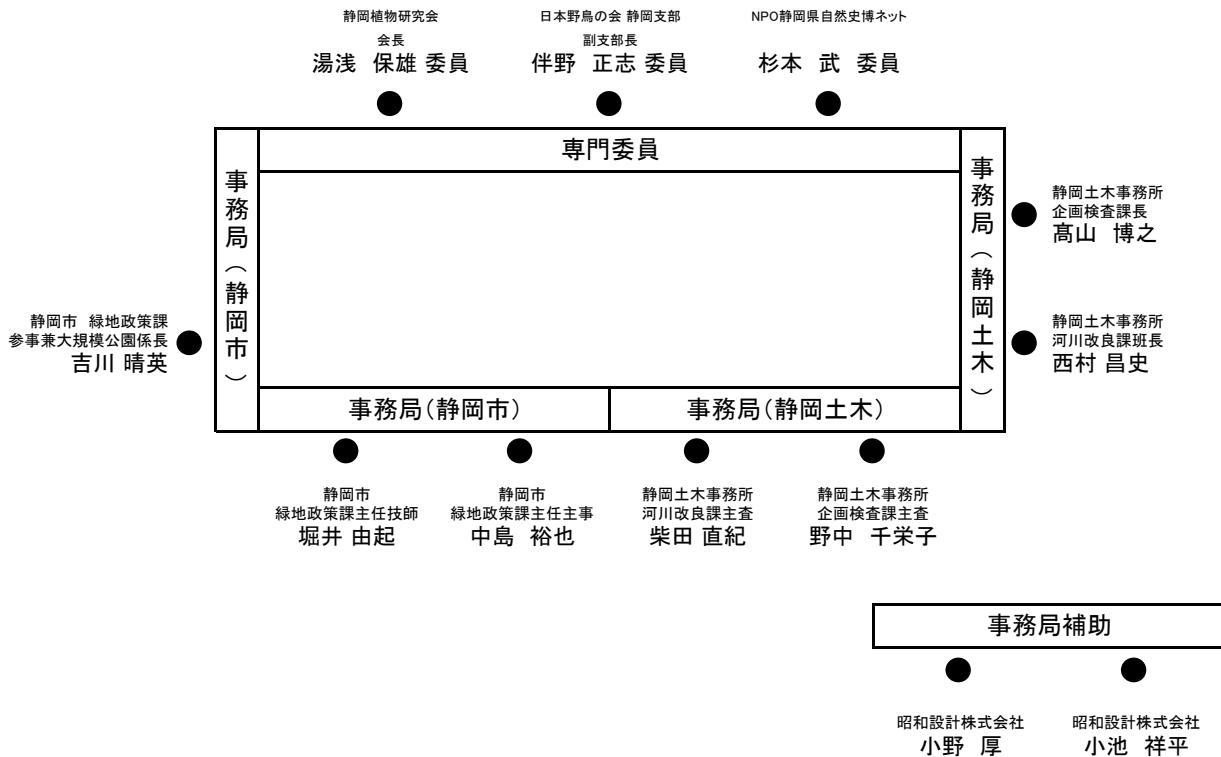 静岡植物研究会
会長
湯浅 保雄 委員
日本野鳥の会 静岡支部
副支部長
伴野 正志 委員
NPO静岡県自然史博ネット
杉本 武 委員
専門委員
事務局(静岡市)
事務局(静岡土木)
静岡土木事務所
企画検査課長
髙山 博之
静岡市 緑地政策課
参事兼大規模公園係長
吉川 晴英
静岡土木事務所
河川改良課班長
西村 昌史
事務局(静岡市)
事務局(静岡土木)
静岡市
緑地政策課主任技師
堀井 由起
静岡市
緑地政策課主任主事
中島 裕也
静岡土木事務所
河川改良課主査
柴田 直紀
静岡土木事務所
企画検査課主査
野中 千栄子
事務局補助
昭和設計株式会社
小野 厚
昭和設計株式会社
小池 祥平